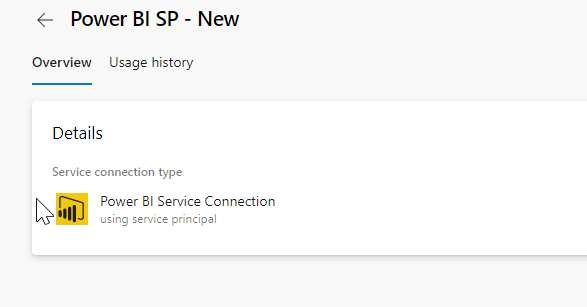 Power BI SP - New
Overview Usage history
Details
Service connection type
Power BI Service Connection
using service principal